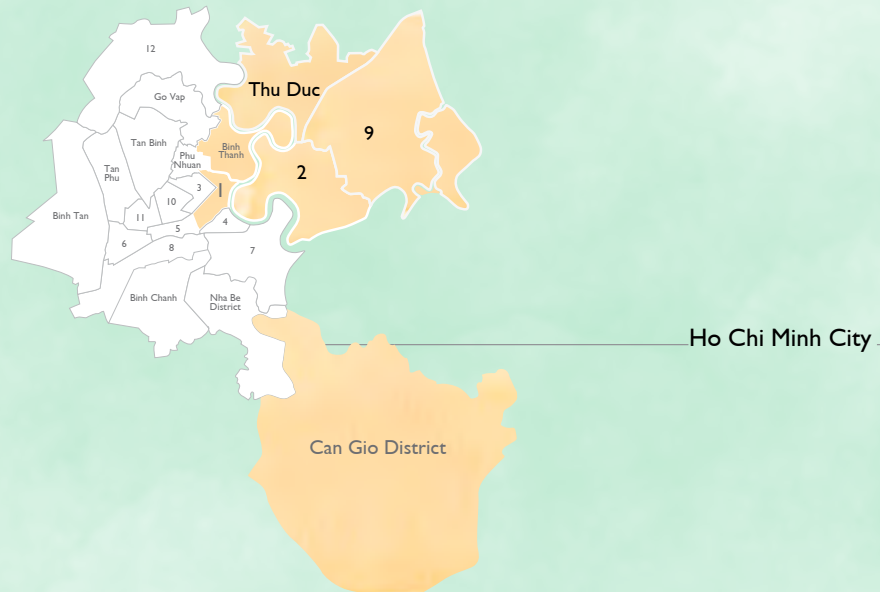 12
Thu Duc
Go Vap
9
Tan Binh
Binh
Thanh
Phu
Nhuan
Tan
Phu
2
3
1
10
Binh Tan
11
4
5
6
8
7
Binh Chanh
Nha Be
District
Ho Chi Minh City
Can Gio District